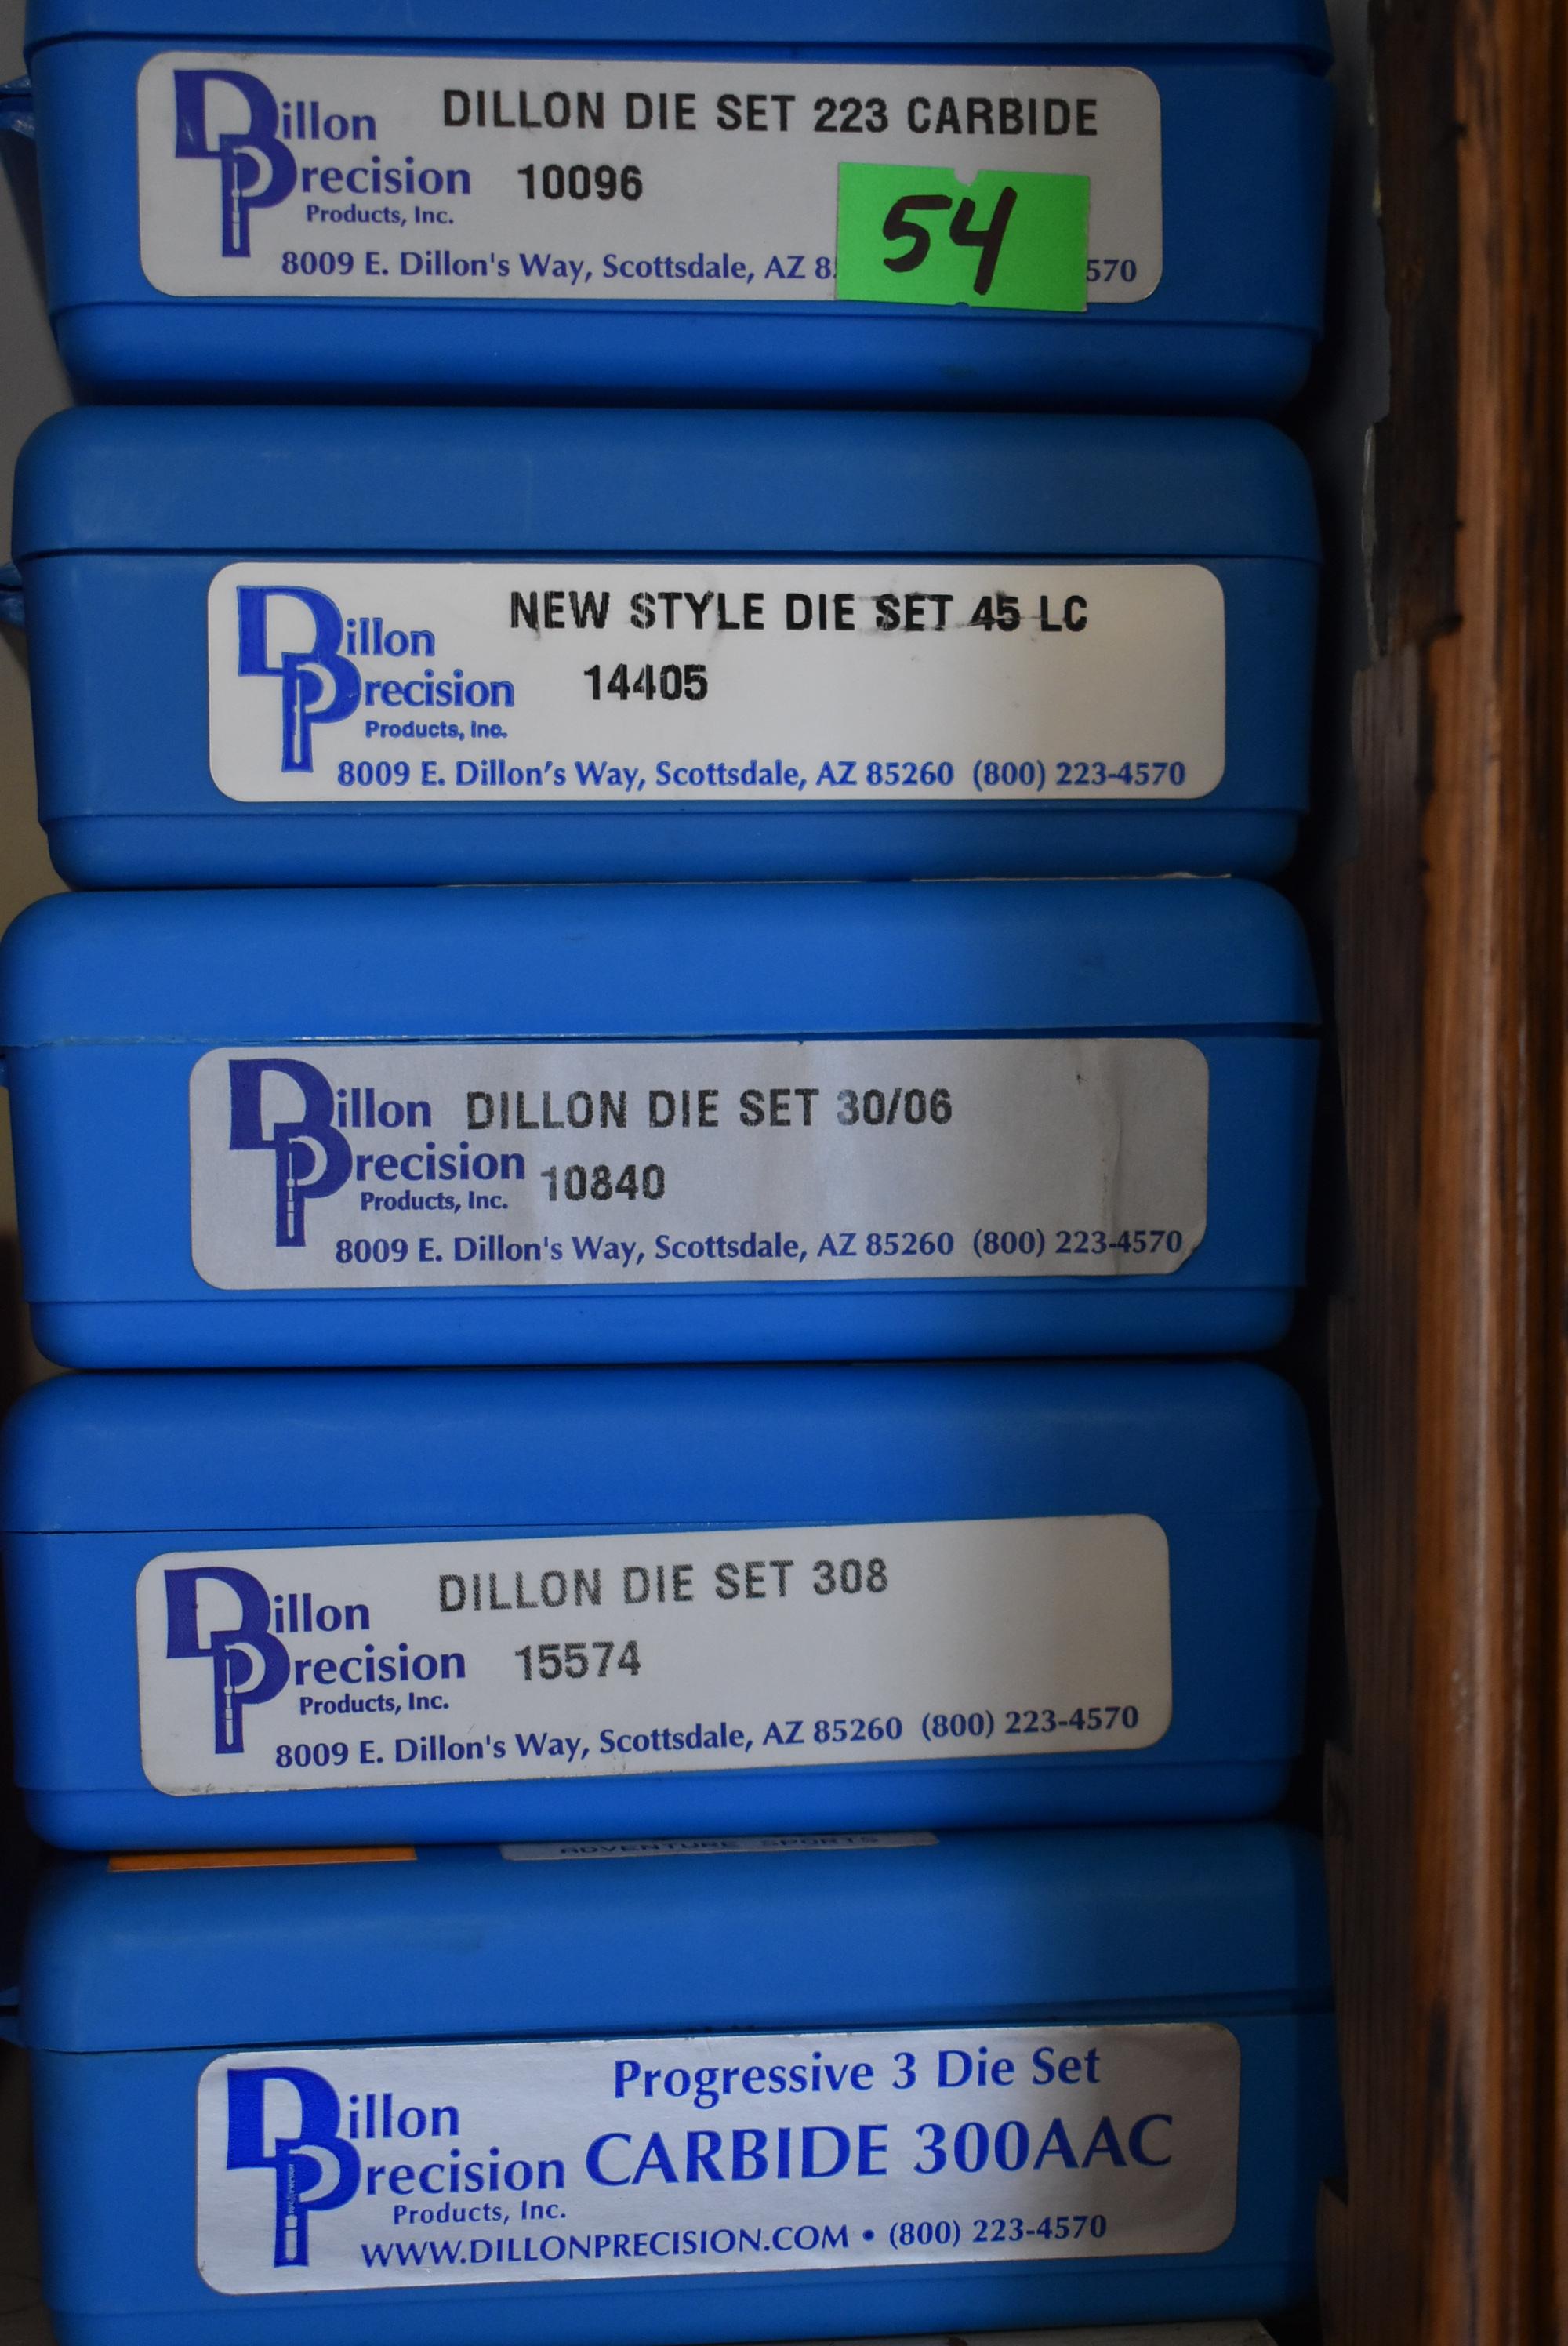 Dillon
Precision
Products, Inc.
DILLON DIE SET 223 CARBIDE
10096
54
8009 E. Dillon's Way, Scottsdale, AZ 8 570
Dillon
Precision
Products, Inc.
NEW STYLE DIE SET 45 LC
14405
8009 E. Dillon's Way, Scottsdale, AZ 85260 (800) 223-4570
Dillon
Precision
Products, Inc.
DILLON DIE SET 30/06
10840
8009 E. Dillon's Way, Scottsdale, AZ 85260 (800) 223-4570
Dillon
Precision
Products, Inc.
DILLON DIE SET 308
15574
8009 E. Dillon's Way, Scottsdale, AZ 85260 (800) 223-4570
ADVENTURE SPORTS
Dillon
Precision
Products, Inc.
Progressive 3 Die Set
CARBIDE 300AAC
WWW.DILLONPRECISION.COM • (800) 223-4570